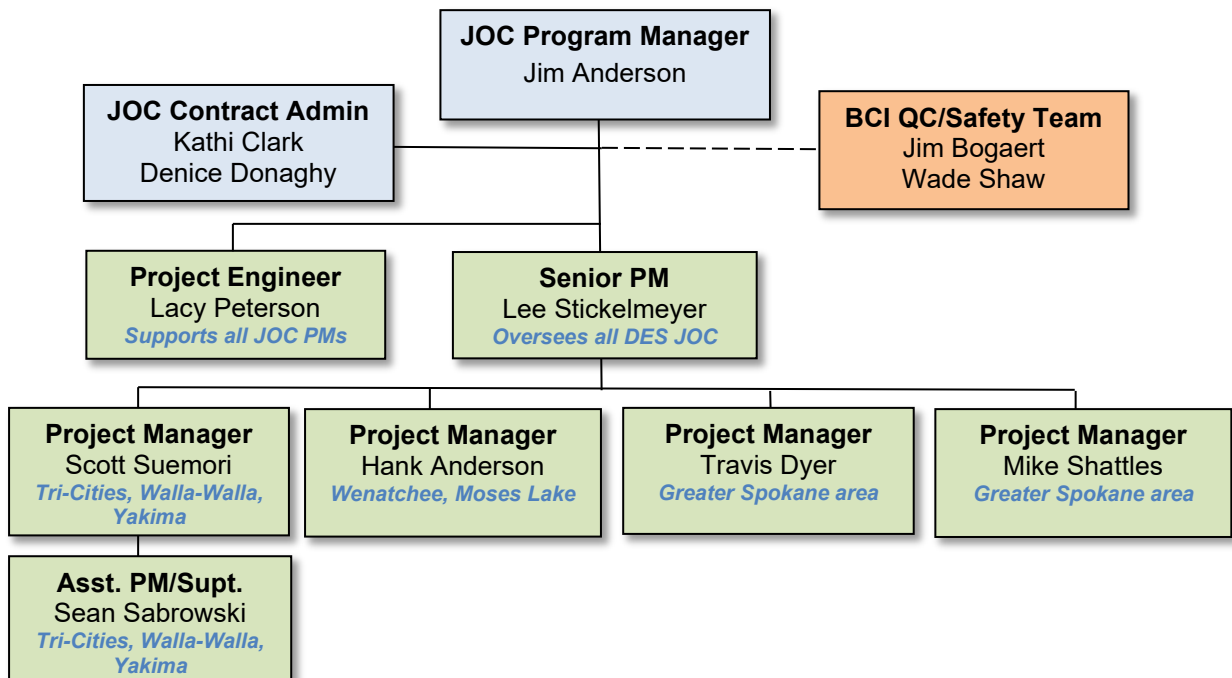 JOC Program Manager
Jim Anderson
JOC Contract Admin
Kathi Clark
Denice Donaghy
BCI QC/Safety Team
Jim Bogaert
Wade Shaw
Project Engineer
Lacy Peterson
Supports all JOC PMs
Senior PM
Lee Stickelmeyer
Oversees all DES JOC
Project Manager
Scott Suemori
Tri-Cities, Walla-Walla,
Yakima
Project Manager
Hank Anderson
Wenatchee, Moses Lake
Project Manager
Travis Dyer
Greater Spokane area
Project Manager
Mike Shattles
Greater Spokane area
Asst. PM/Supt.
Sean Sabrowski
Tri-Cities, Walla-Walla,
Yakima